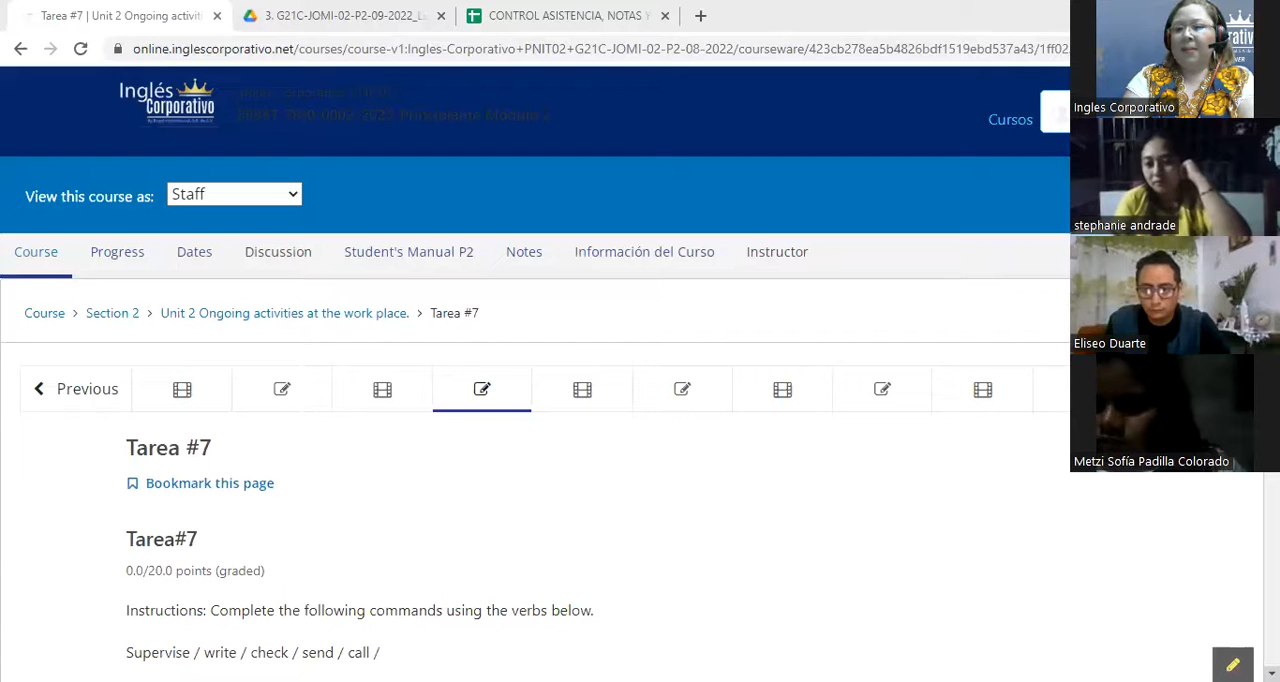 Tarea #7 | Unit 2 Ongoing activiti
3. G21C-JOMI-02-P2-09-2022_
CONTROL ASISTENCIA, NOTAS Y
online.inglescorporativo.net/courses/course-v1:Ingles-Corporativo+PNIT02+G21C-JOMI-02-P2-08-2022/courseware/423cb278ea5b4826bdf1519ebd537a43/1ff02
Inglés
Corporativo
Cursos
View this course as:
Staff
Course
Progress
Dates
Discussion
Student's Manual P2
Notes
Información del Curso
Instructor
Course > Section 2 > Unit 2 Ongoing activities at the work place. > Tarea #7
Previous
Tarea #7
Bookmark this page
Tarea#7
0.0/20.0 points (graded)
Instructions: Complete the following commands using the verbs below.
Supervise / write / check / send / call /
Ingles Corporativo
stephanie andrade
Eliseo Duarte
Metzi Sofía Padilla Colorado